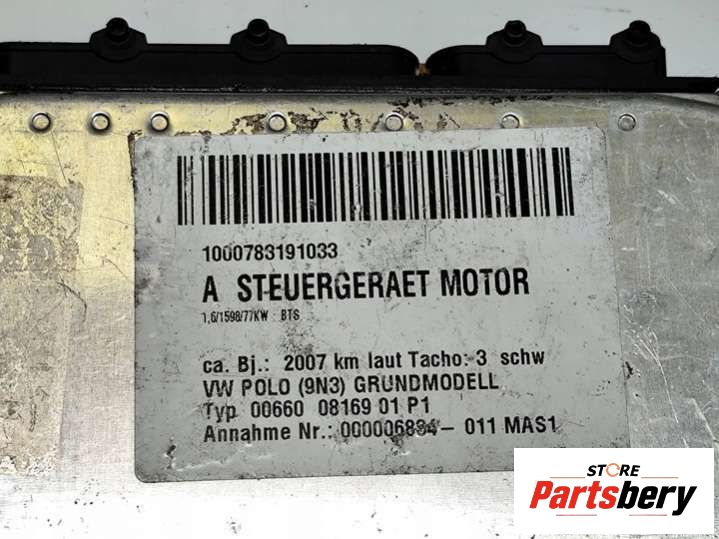 1000783191033
A STEUERGERAET MOTOR
1,6/1598/77KW BTS
ca. Bj.: 2007 km laut Tacho: 3 schw
VW POLO (9N3) GRUNDMODELL
Typ 00660 08169 01 P1
Annahme Nr.: 000006834- 011 MAS1
STORE
Partsbery